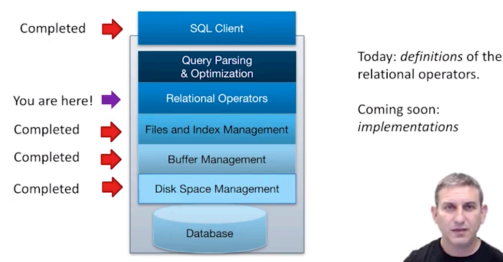 Completed
SQL Client
Query Parsing
& Optimization
You are here!
Relational Operators
Completed
Files and Index Management
Completed
Buffer Management
Completed
Disk Space Management
Database
Today: definitions of the
relational operators.
Coming soon:
implementations